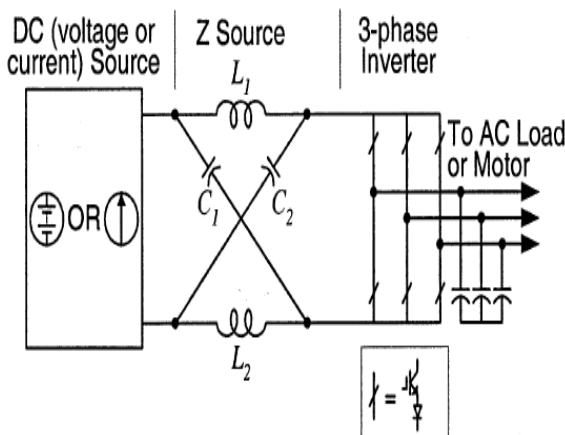 DC (voltage or
current) Source
Z Source
3-phase
Inverter
L1
To AC Load
or Motor
C1
C2
OR
L2
=